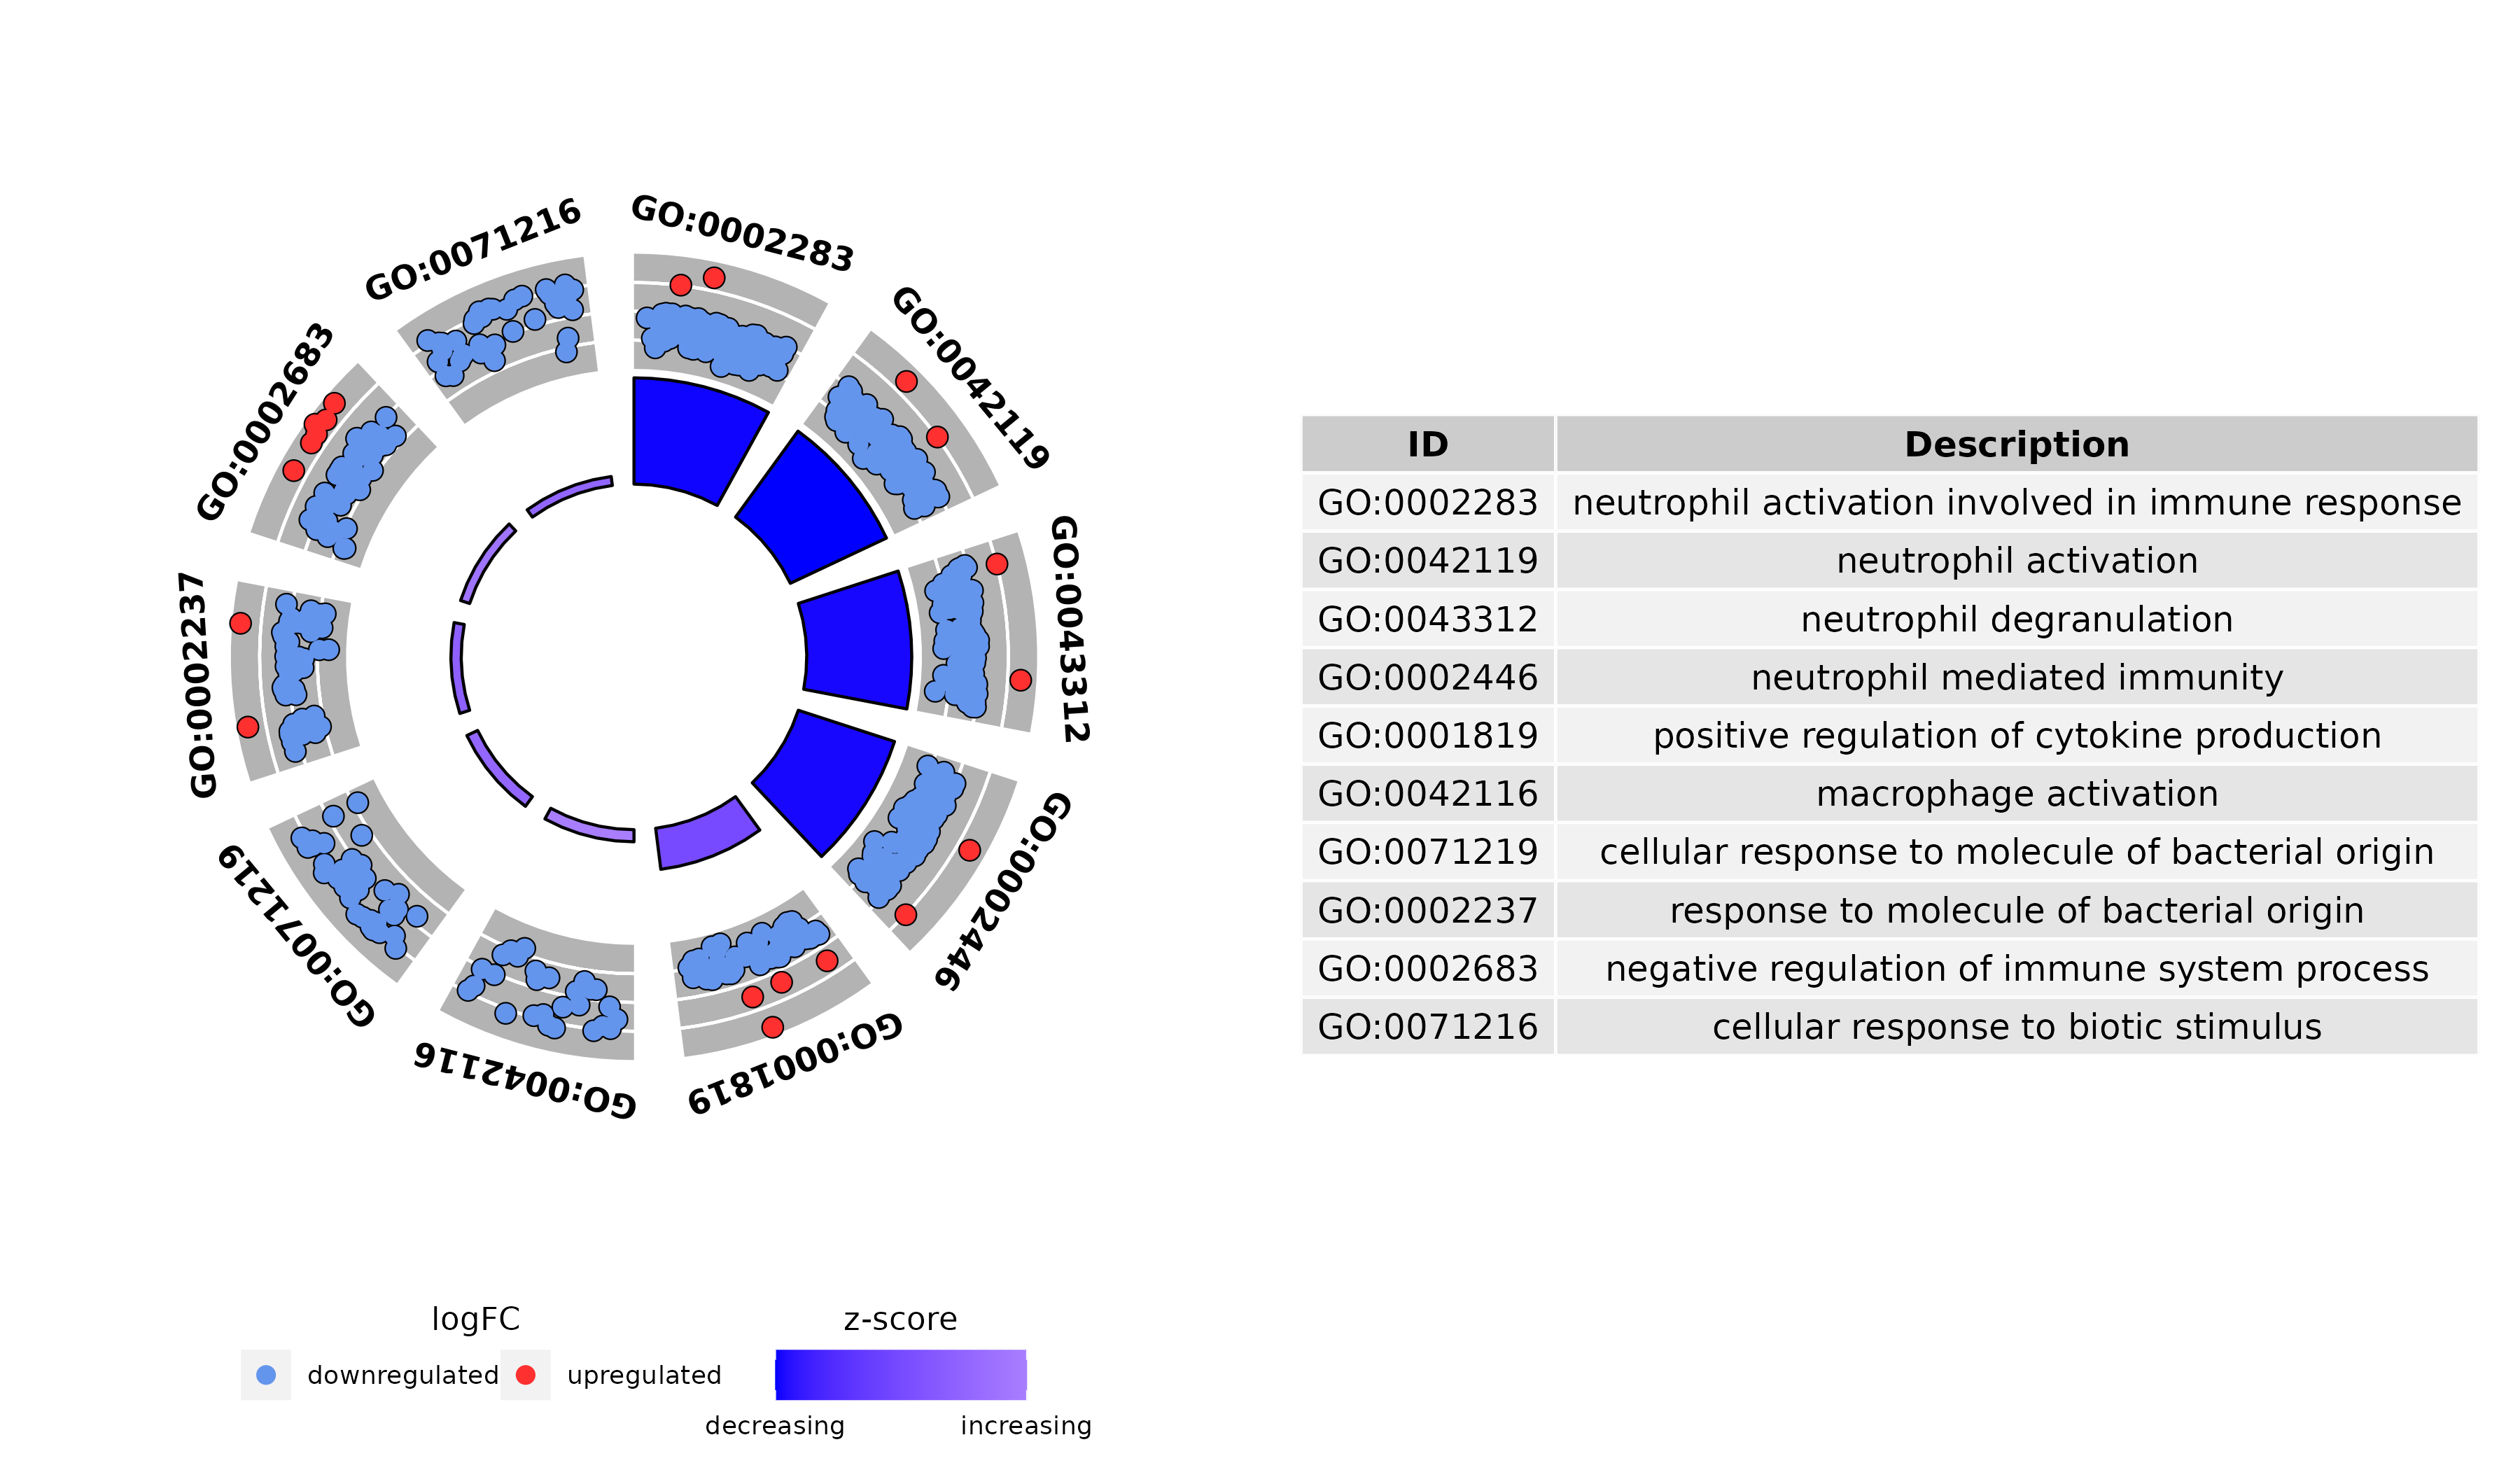 GO:0002283
GO:0042119
GO:0043312
GO:0002446
GO:0001819
GO:0042116
GO:0071219
GO:0002237
GO:0002683
GO:0071216
ID Description
GO:0002283 neutrophil activation involved in immune response
GO:0042119 neutrophil activation
GO:0043312 neutrophil degranulation
GO:0002446 neutrophil mediated immunity
GO:0001819 positive regulation of cytokine production
GO:0042116 macrophage activation
GO:0071219 cellular response to molecule of bacterial origin
GO:0002237 response to molecule of bacterial origin
GO:0002683 negative regulation of immune system process
GO:0071216 cellular response to biotic stimulus
logFC
downregulated upregulated
z-score
decreasing increasing